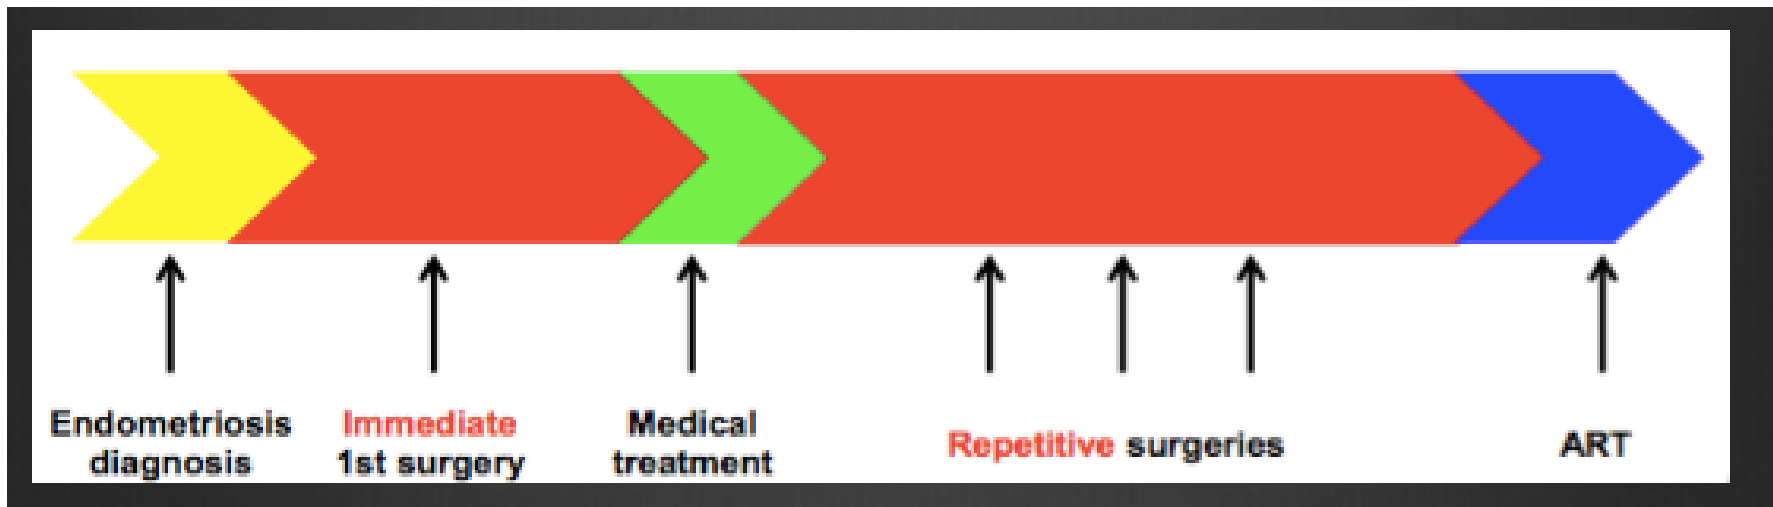 Endometriosis
diagnosis
Immediate
1st surgery
Medical
treatment
Repetitive surgeries
ART